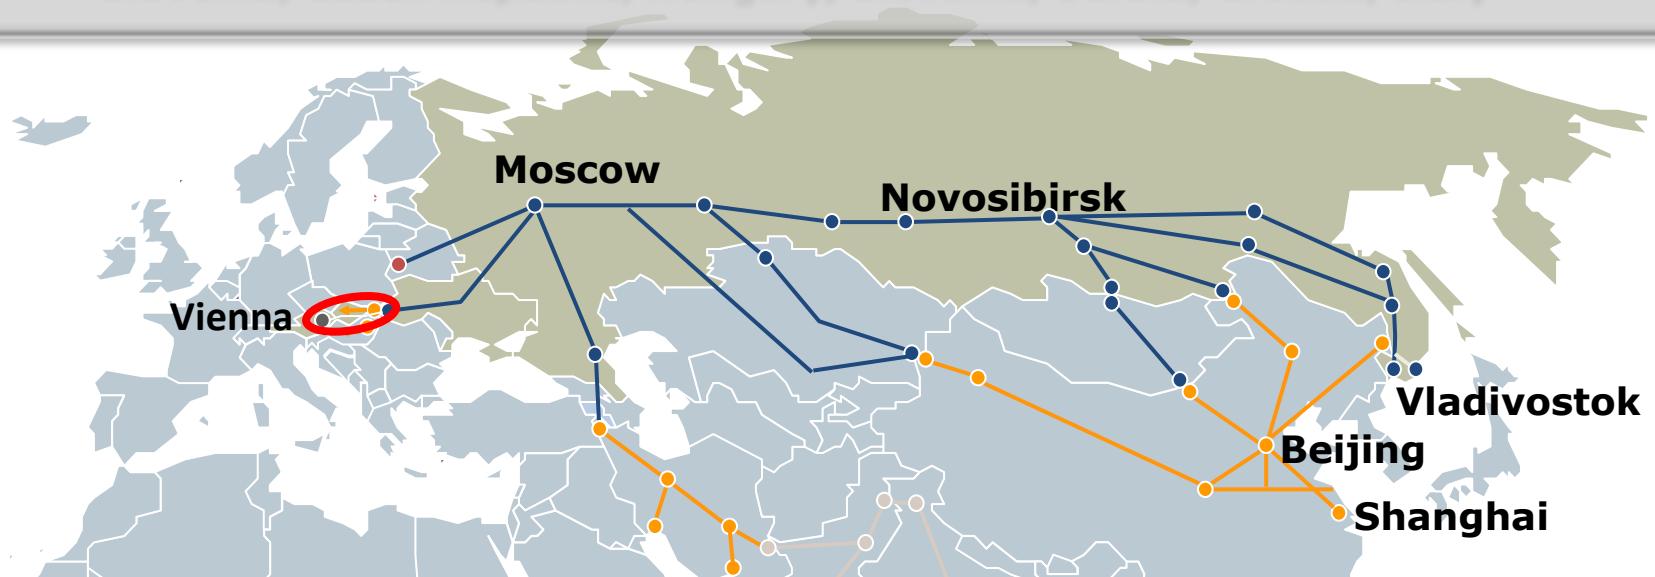 Moscow
Novosibirsk
Vienna
Vladivostok
Beijing
Shanghai